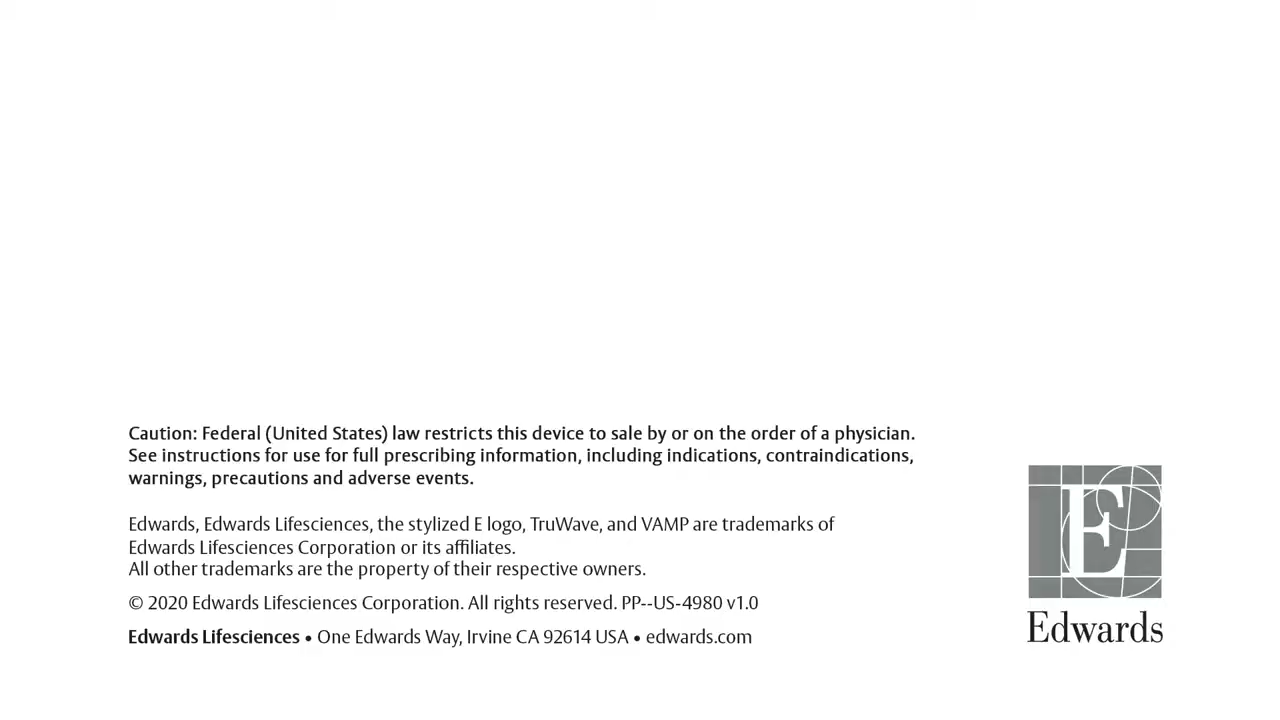 Caution: Federal (United States) law restricts this device to sale by or on the order of a physician.
See instructions for use for full prescribing information, including indications, contraindications,
warnings, precautions and adverse events.
Edwards, Edwards Lifesciences, the stylized E logo, TruWave, and VAMP are trademarks of
Edwards Lifesciences Corporation or its affiliates.
All other trademarks are the property of their respective owners.
© 2020 Edwards Lifesciences Corporation. All rights reserved. PP--US-4980 v1.0
Edwards Lifesciences • One Edwards Way, Irvine CA 92614 USA • edwards.com
E
Edwards